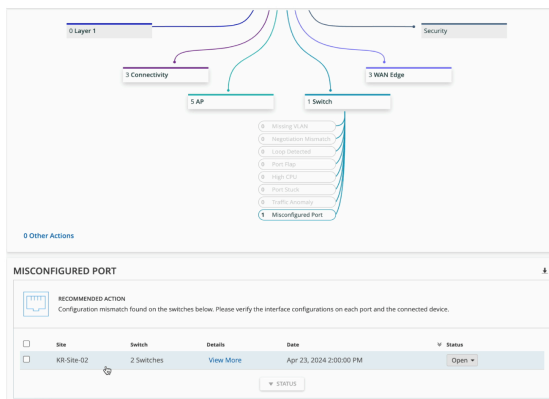 0 Layer 1
Security
3 Connectivity
3 WAN Edge
5 AP
1 Switch
0 Missing VLAN
0 Negotiation Mismatch
0 Loop Detected
0 Port Flap
0 High CPU
0 Port Stuck
0 Traffic Anomaly
1 Misconfigured Port
0 Other Actions
MISCONFIGURED PORT
RECOMMENDED ACTION
Configuration mismatch found on the switches below. Please verify the interface configurations on each port and the connected device.
Site Switch Details Date Status
KR-Site-02 2 Switches View More Apr 23, 2024 2:00:00 PM Open
STATUS